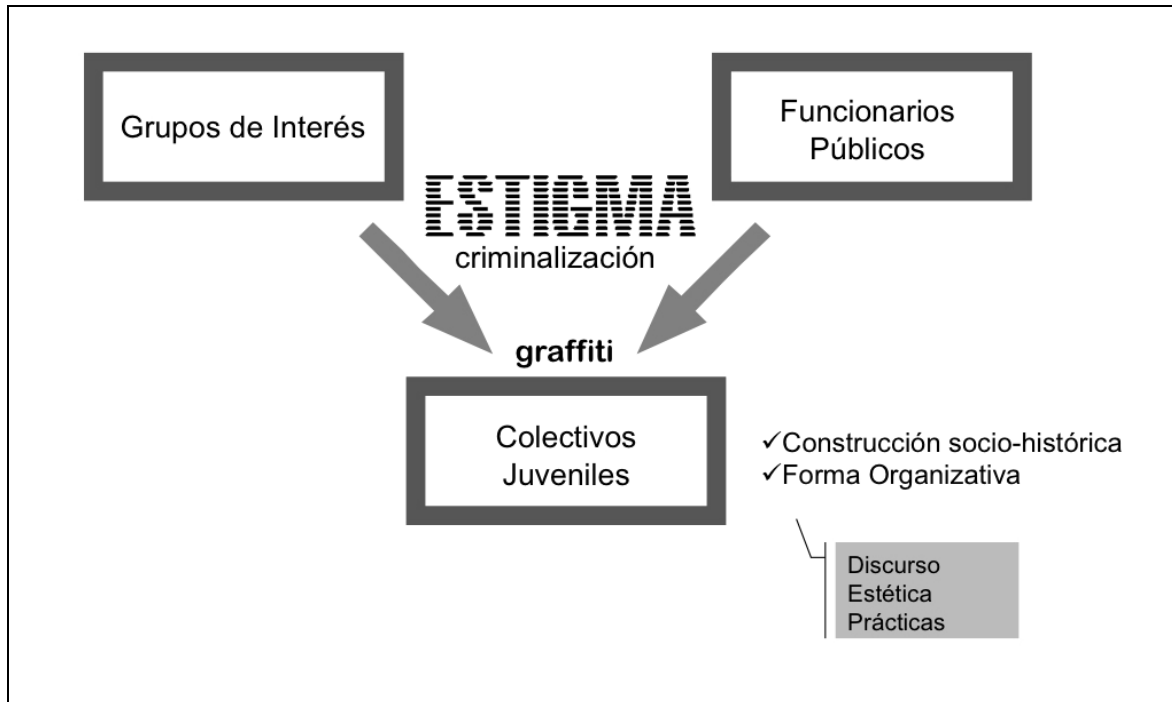 Grupos de Interés
Funcionarios
Públicos
ESTIGMA
criminalización
graffiti
Colectivos
Juveniles
✓Construcción socio-histórica
✓Forma Organizativa
Discurso
Estética
Prácticas